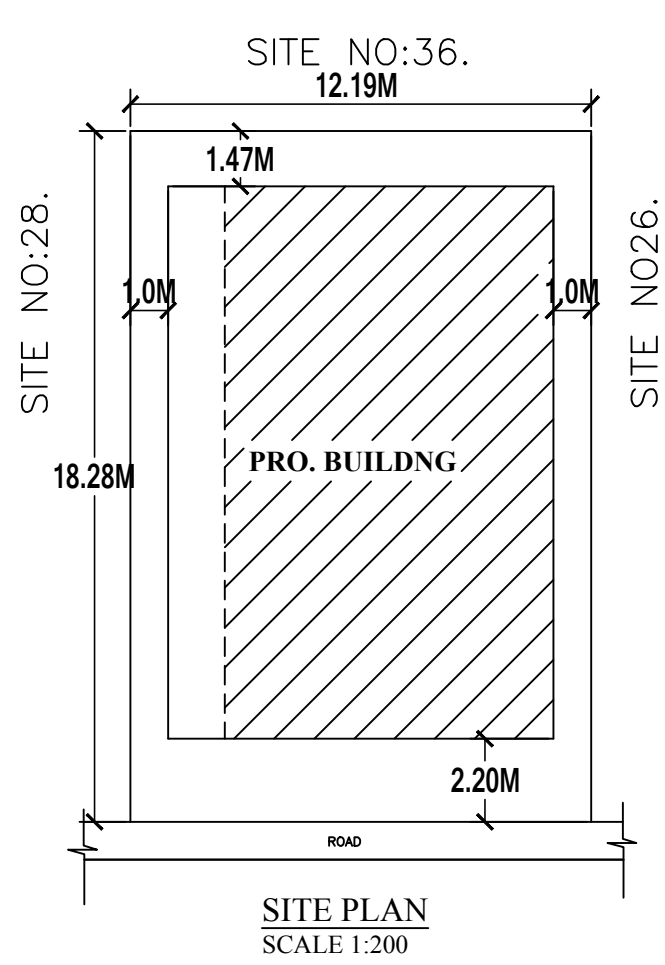 SITE NO:36.
12.19M
1.47M
SITE NO:28.
SITE NO26.
1.0M
1.0M
PRO. BUILDNG
18.28M
2.20M
ROAD
SITE PLAN
SCALE 1:200